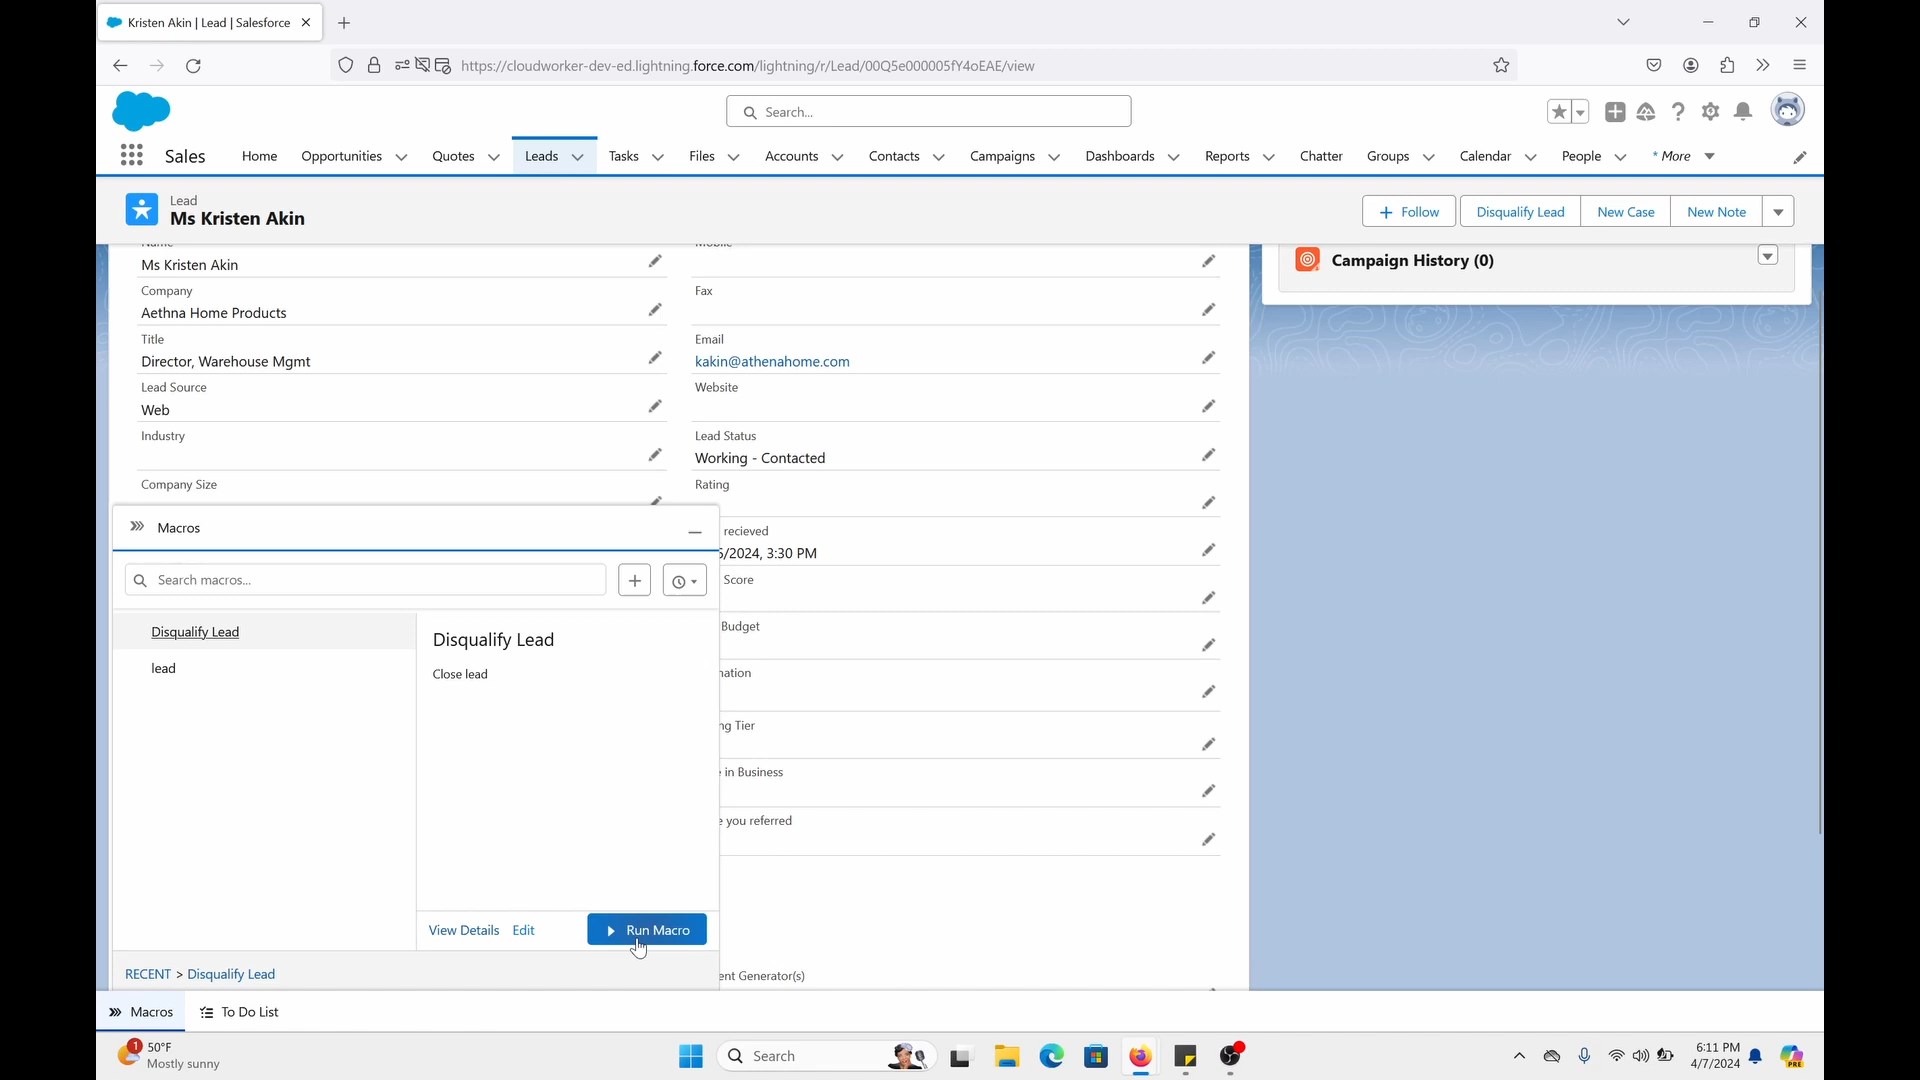 Kristen Akin | Lead | Salesforce
https://cloudworker-dev-ed.lightning.force.com/lightning/r/Lead/00Q5e000005fY4oEAE/view
Search...
Sales
Home
Opportunities
Quotes
Leads
Tasks
Files
Accounts
Contacts
Campaigns
Dashboards
Reports
Chatter
Groups
Calendar
People
* More
Lead
Ms Kristen Akin
Follow
Disqualify Lead
New Case
New Note
Ms Kristen Akin
Campaign History (0)
Company
Aethna Home Products
Fax
Title
Director, Warehouse Mgmt
Email
kakin@athenahome.com
Lead Source
Web
Website
Industry
Lead Status
Working - Contacted
Company Size
Rating
Macros
recieved
/2024, 3:30 PM
Search macros...
Score
Budget
Disqualify Lead
lead
Disqualify Lead
Close lead
Tier
in Business
you referred
View Details
Edit
Run Macro
RECENT > Disqualify Lead
Generator(s)
Macros
To Do List
1
50°F
Mostly sunny
Search
6:11 PM
4/7/2024
PRE